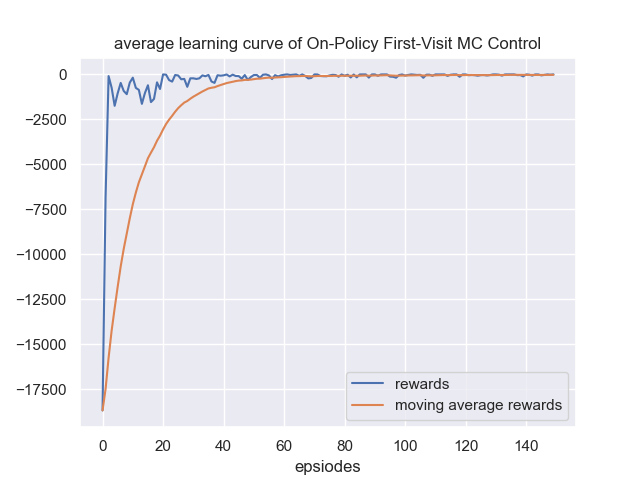 average learning curve of On-Policy First-Visit MC Control
0
−2500
−5000
−7500
−10000
−12500
−15000
−17500
rewards
moving average rewards
0 20 40 60 80 100 120 140
epsiodes